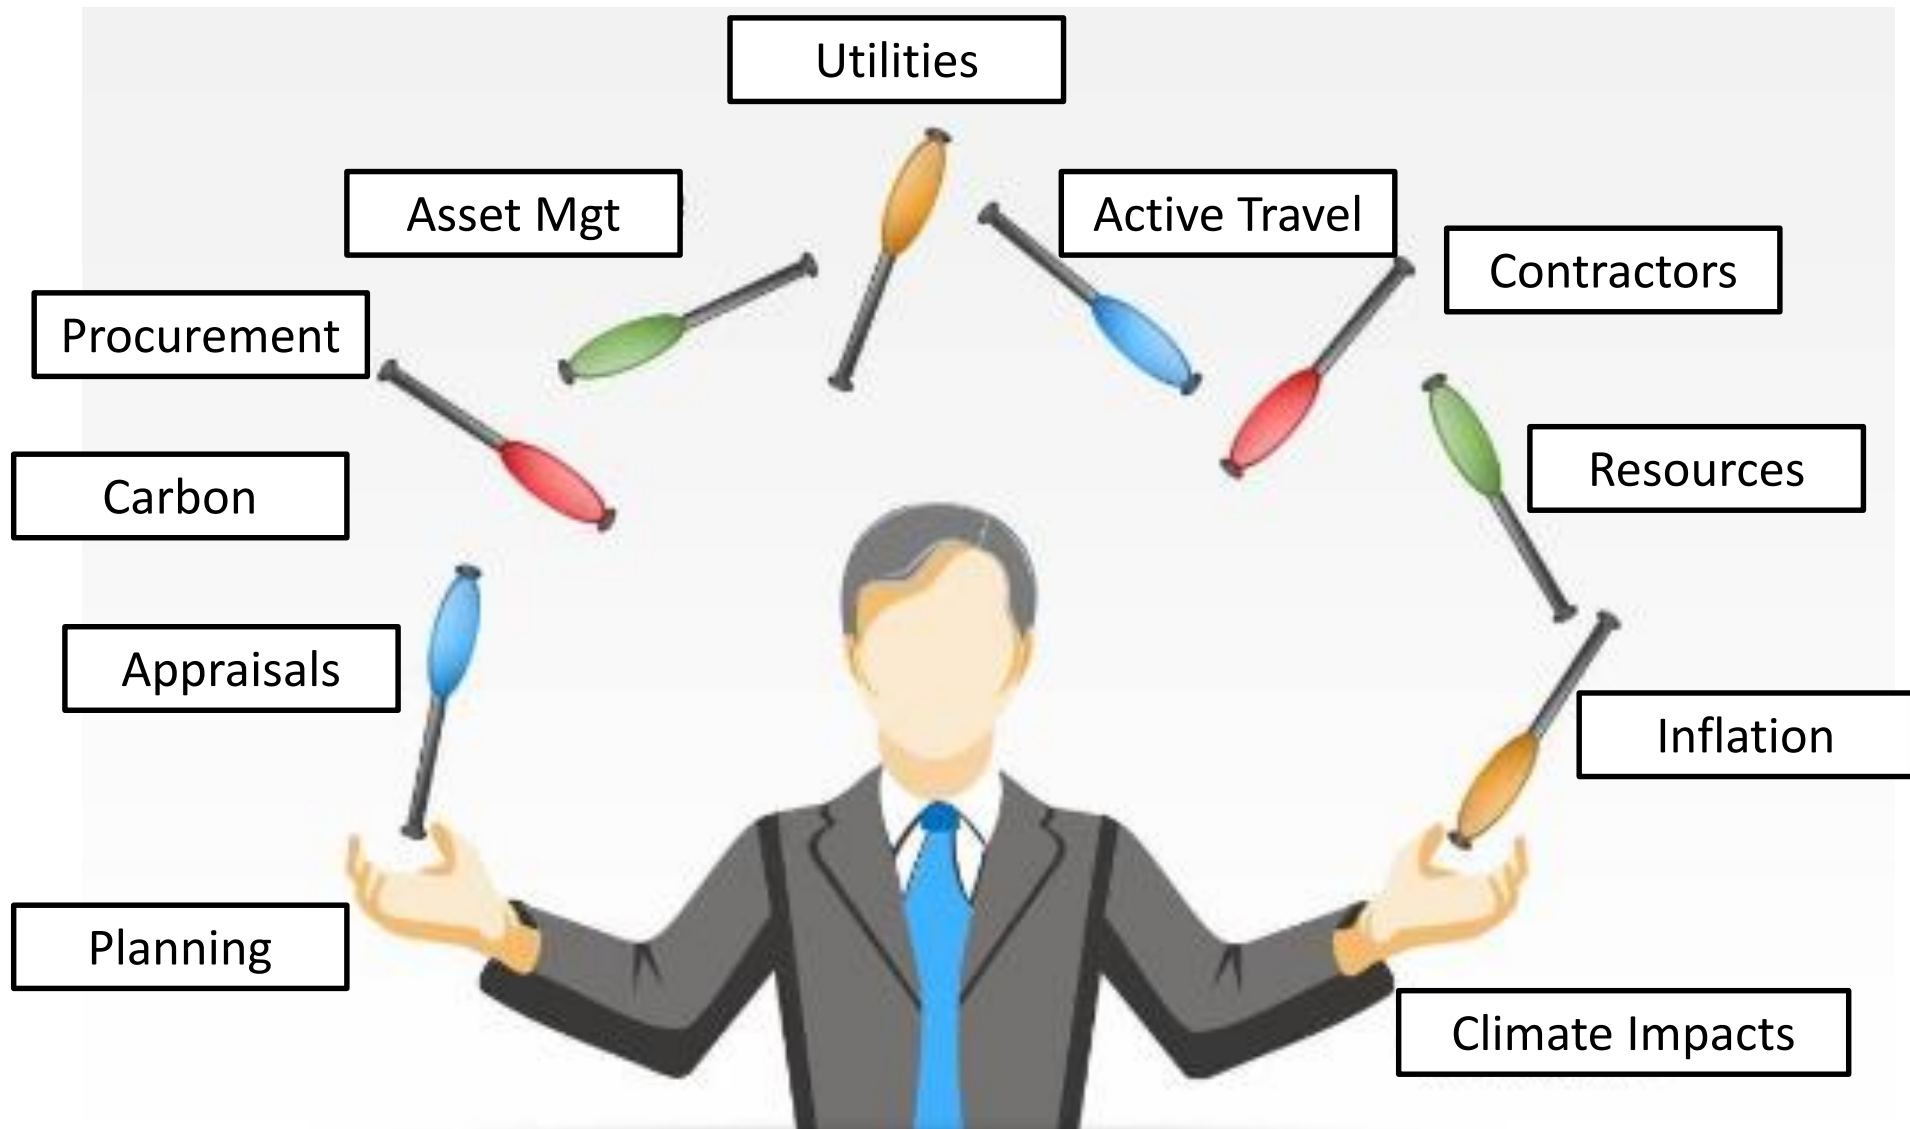 Utilities
Asset Mgt
Active Travel
Contractors
Procurement
Resources
Carbon
Appraisals
Inflation
Planning
Climate Impacts